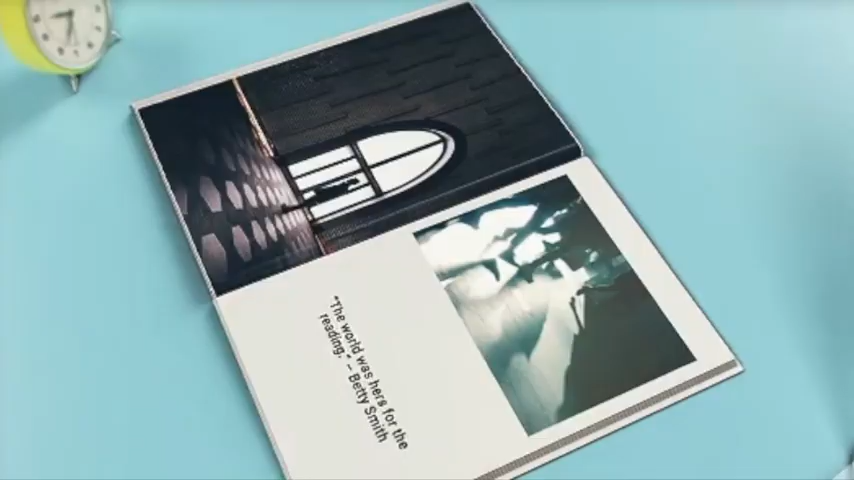 “The world was hers for the
reading.” – Betty Smith